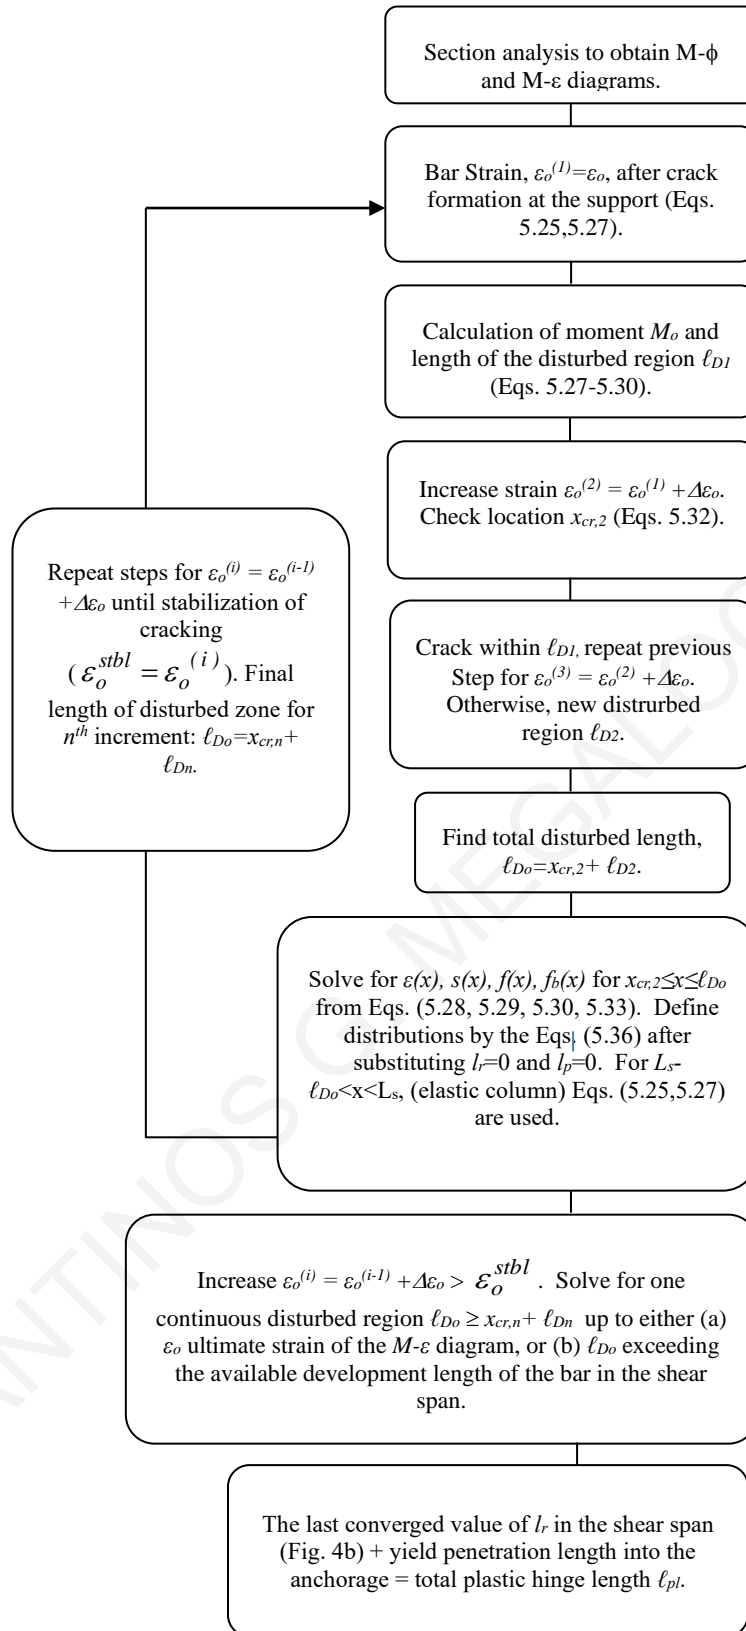 Section analysis to obtain M-ϕ
and M-ε diagrams.
Bar Strain, εo(1)=εo, after crack
formation at the support (Eqs.
5.25,5.27).
Calculation of moment Mo and
length of the disturbed region ℓD1
(Eqs. 5.27-5.30).
Increase strain εo(2) = εo(1) +Δεo.
Check location xcr,2 (Eq. 5.32).
Repeat steps for εo(i) = εo(i-1)
+Δεo until stabilization of
cracking
( εostbl = εo(i) ). Final
length of disturbed zone for
nth increment: ℓDo=xcr,n+
ℓDn.
Crack within ℓD1, repeat previous
Step for εo(3) = εo(2) +Δεo.
Otherwise, new distrurbed
region ℓD2.
Find total disturbed length,
ℓDo=xcr,2+ ℓD2.
Solve for ε(x), s(x), f(x), fb(x) for xcr,2≤x≤ℓDo
from Eqs. (5.28, 5.29, 5.30, 5.33). Define
distributions by the Eqs. (5.36) after
substituting lr=0 and lp=0. For Ls-
ℓDo<x<Ls, (elastic column) Eqs. (5.25,5.27)
are used.
Increase εo(i) = εo(i-1) +Δεo > εostbl . Solve for one
continuous disturbed region ℓDo ≥ xcr,n+ ℓDn up to either (a)
εo ultimate strain of the M-ε diagram, or (b) ℓDo exceeding
the available development length of the bar in the shear
span.
The last converged value of lr in the shear span
(Fig. 4b) + yield penetration length into the
anchorage = total plastic hinge length ℓpl.
ANTINOS G. MEGALOO